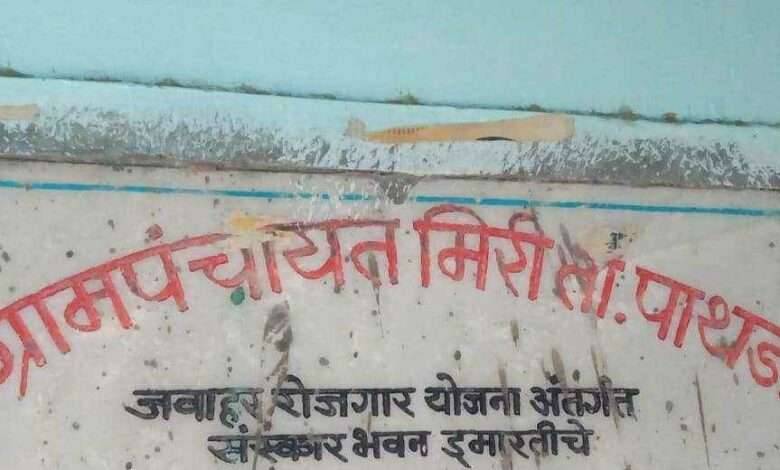 ग्रामपंचायत मिरी ता. पाथर्ड
जवाहर रोजगार योजना अंतर्गत
संस्कार भवन इमारतीचे